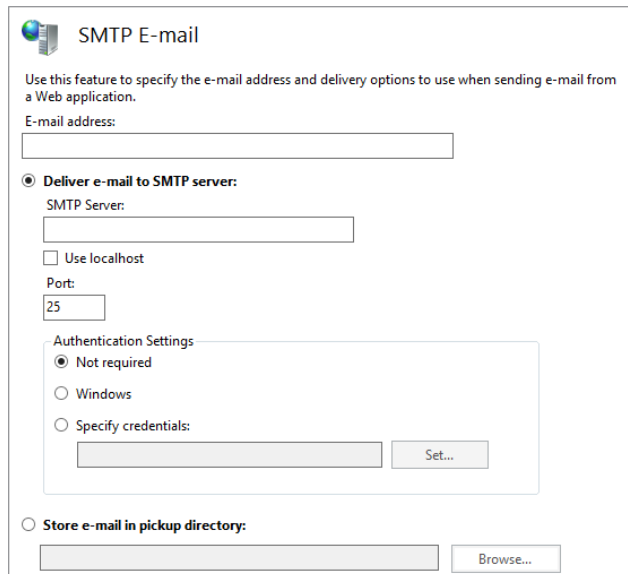 SMTP E-mail
Use this feature to specify the e-mail address and delivery options to use when sending e-mail from
a Web application.
E-mail address:
Deliver e-mail to SMTP server:
SMTP Server:
Use localhost
Port:
25
Authentication Settings
Not required
Windows
Specify credentials:
Set...
Store e-mail in pickup directory:
Browse...